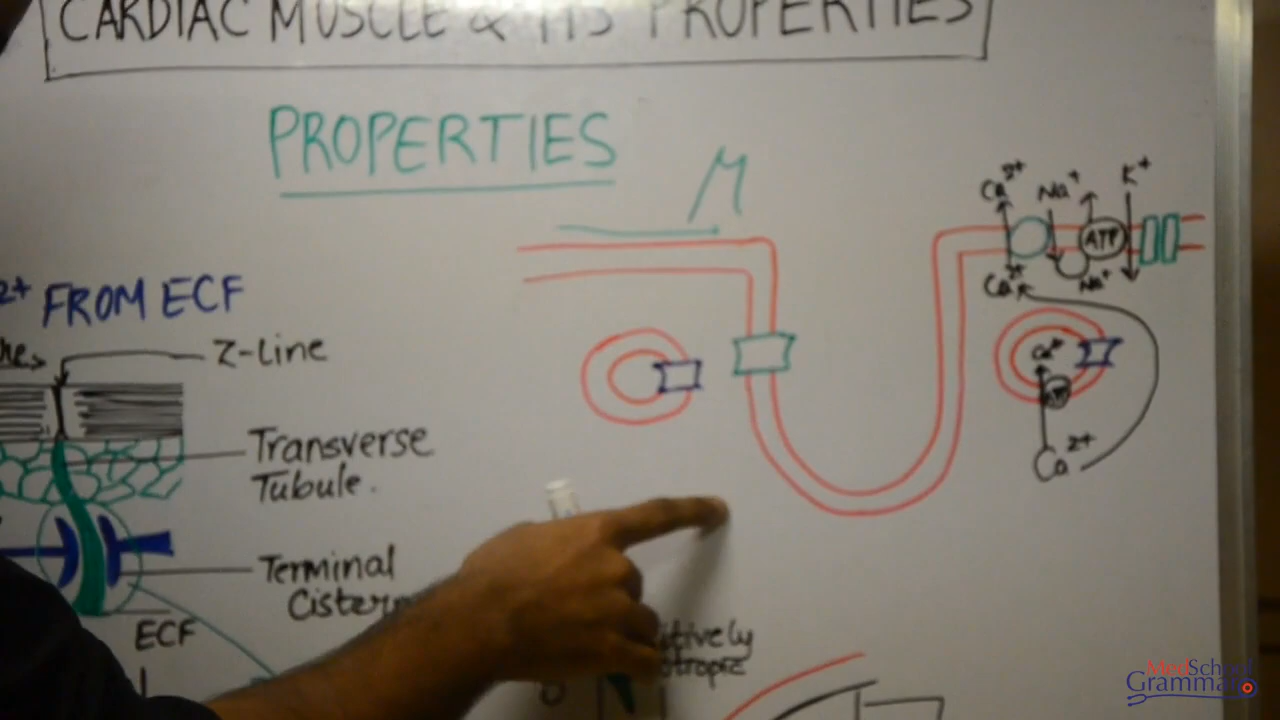 CARDIAC MUSCLE & ITS PROPERTIES
PROPERTIES
2+ FROM ECF
Z-Line
Transverse
Tubule.
Terminal
ECF
Ca2+ Na+ K+
ATP
Ca2+ Na+
Ca2+
Ca2+
MedSchool
Grammar